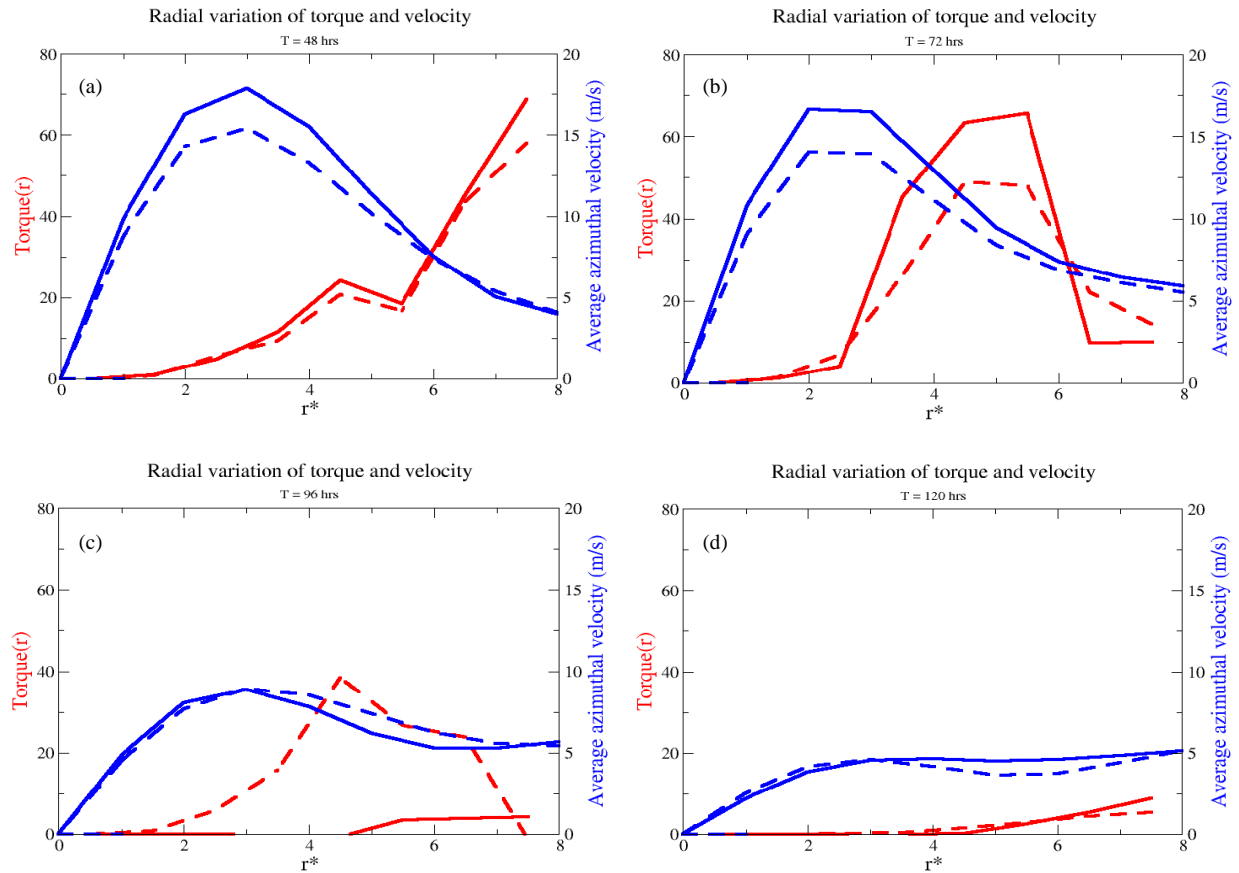 Radial variation of torque and velocity
T = 48 hrs
(a)
80
60
40
20
0
Torque(r)
20
15
10
5
0
Average azimuthal velocity (m/s)
0 2 4 6 8
r*
Radial variation of torque and velocity
T = 72 hrs
(b)
80
60
40
20
0
Torque(r)
20
15
10
5
0
Average azimuthal velocity (m/s)
0 2 4 6 8
r*
Radial variation of torque and velocity
T = 96 hrs
(c)
80
60
40
20
0
Torque(r)
20
15
10
5
0
Average azimuthal velocity (m/s)
0 2 4 6 8
r*
Radial variation of torque and velocity
T = 120 hrs
(d)
80
60
40
20
0
Torque(r)
20
15
10
5
0
Average azimuthal velocity (m/s)
0 2 4 6 8
r*